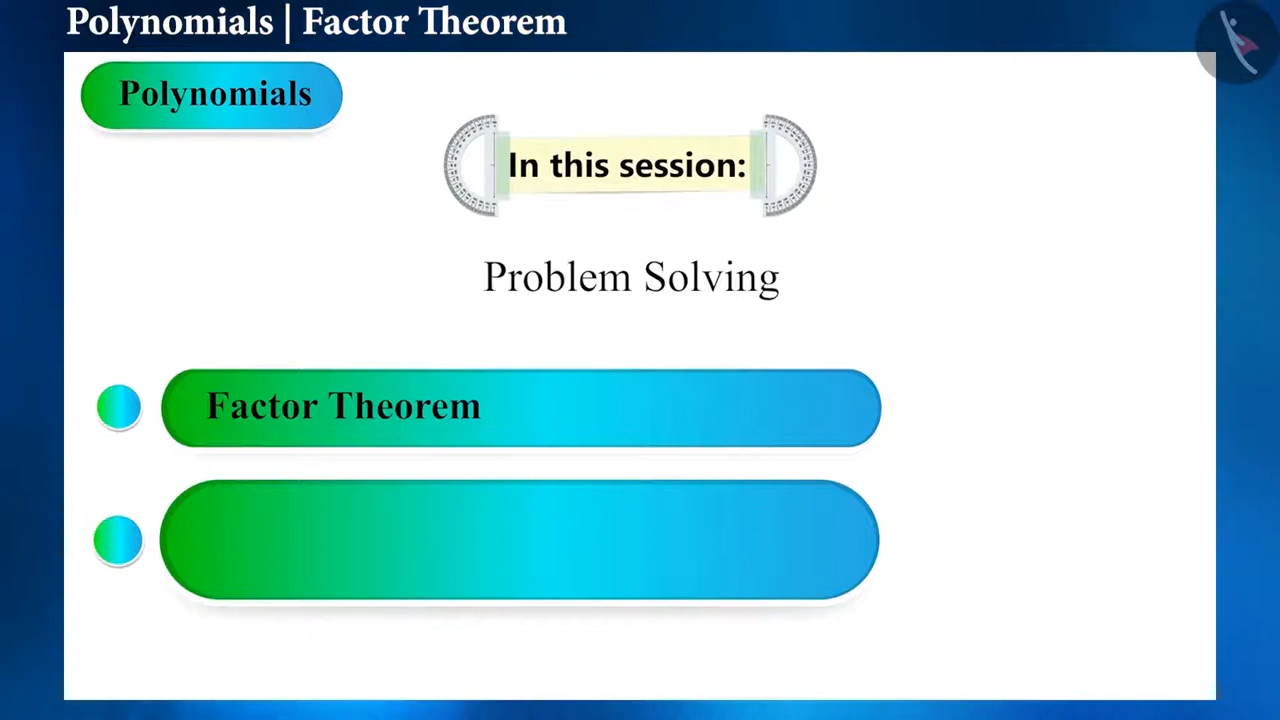 Polynomials | Factor Theorem
Polynomials
In this session:
Problem Solving
Factor Theorem